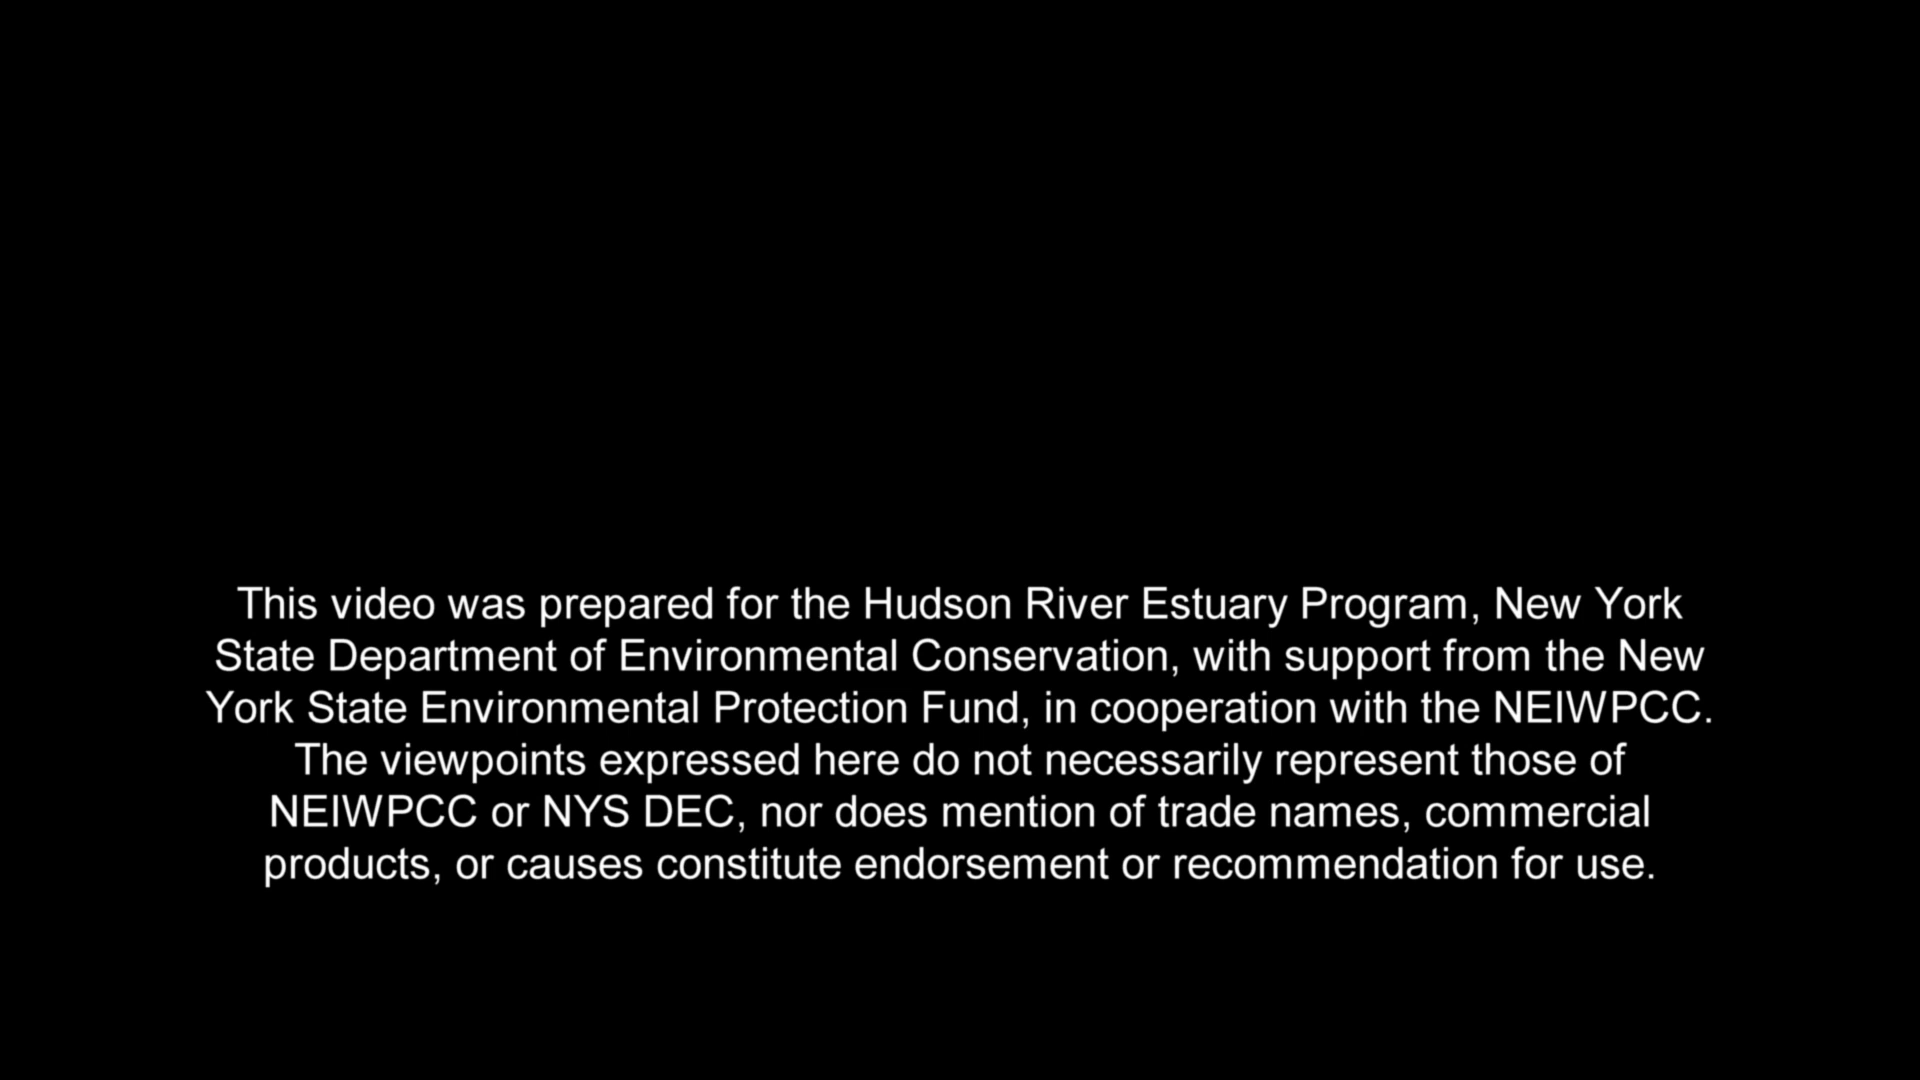 This video was prepared for the Hudson River Estuary Program, New York
State Department of Environmental Conservation, with support from the New
York State Environmental Protection Fund, in cooperation with the NEIWPCC.
The viewpoints expressed here do not necessarily represent those of
NEIWPCC or NYS DEC, nor does mention of trade names, commercial
products, or causes constitute endorsement or recommendation for use.